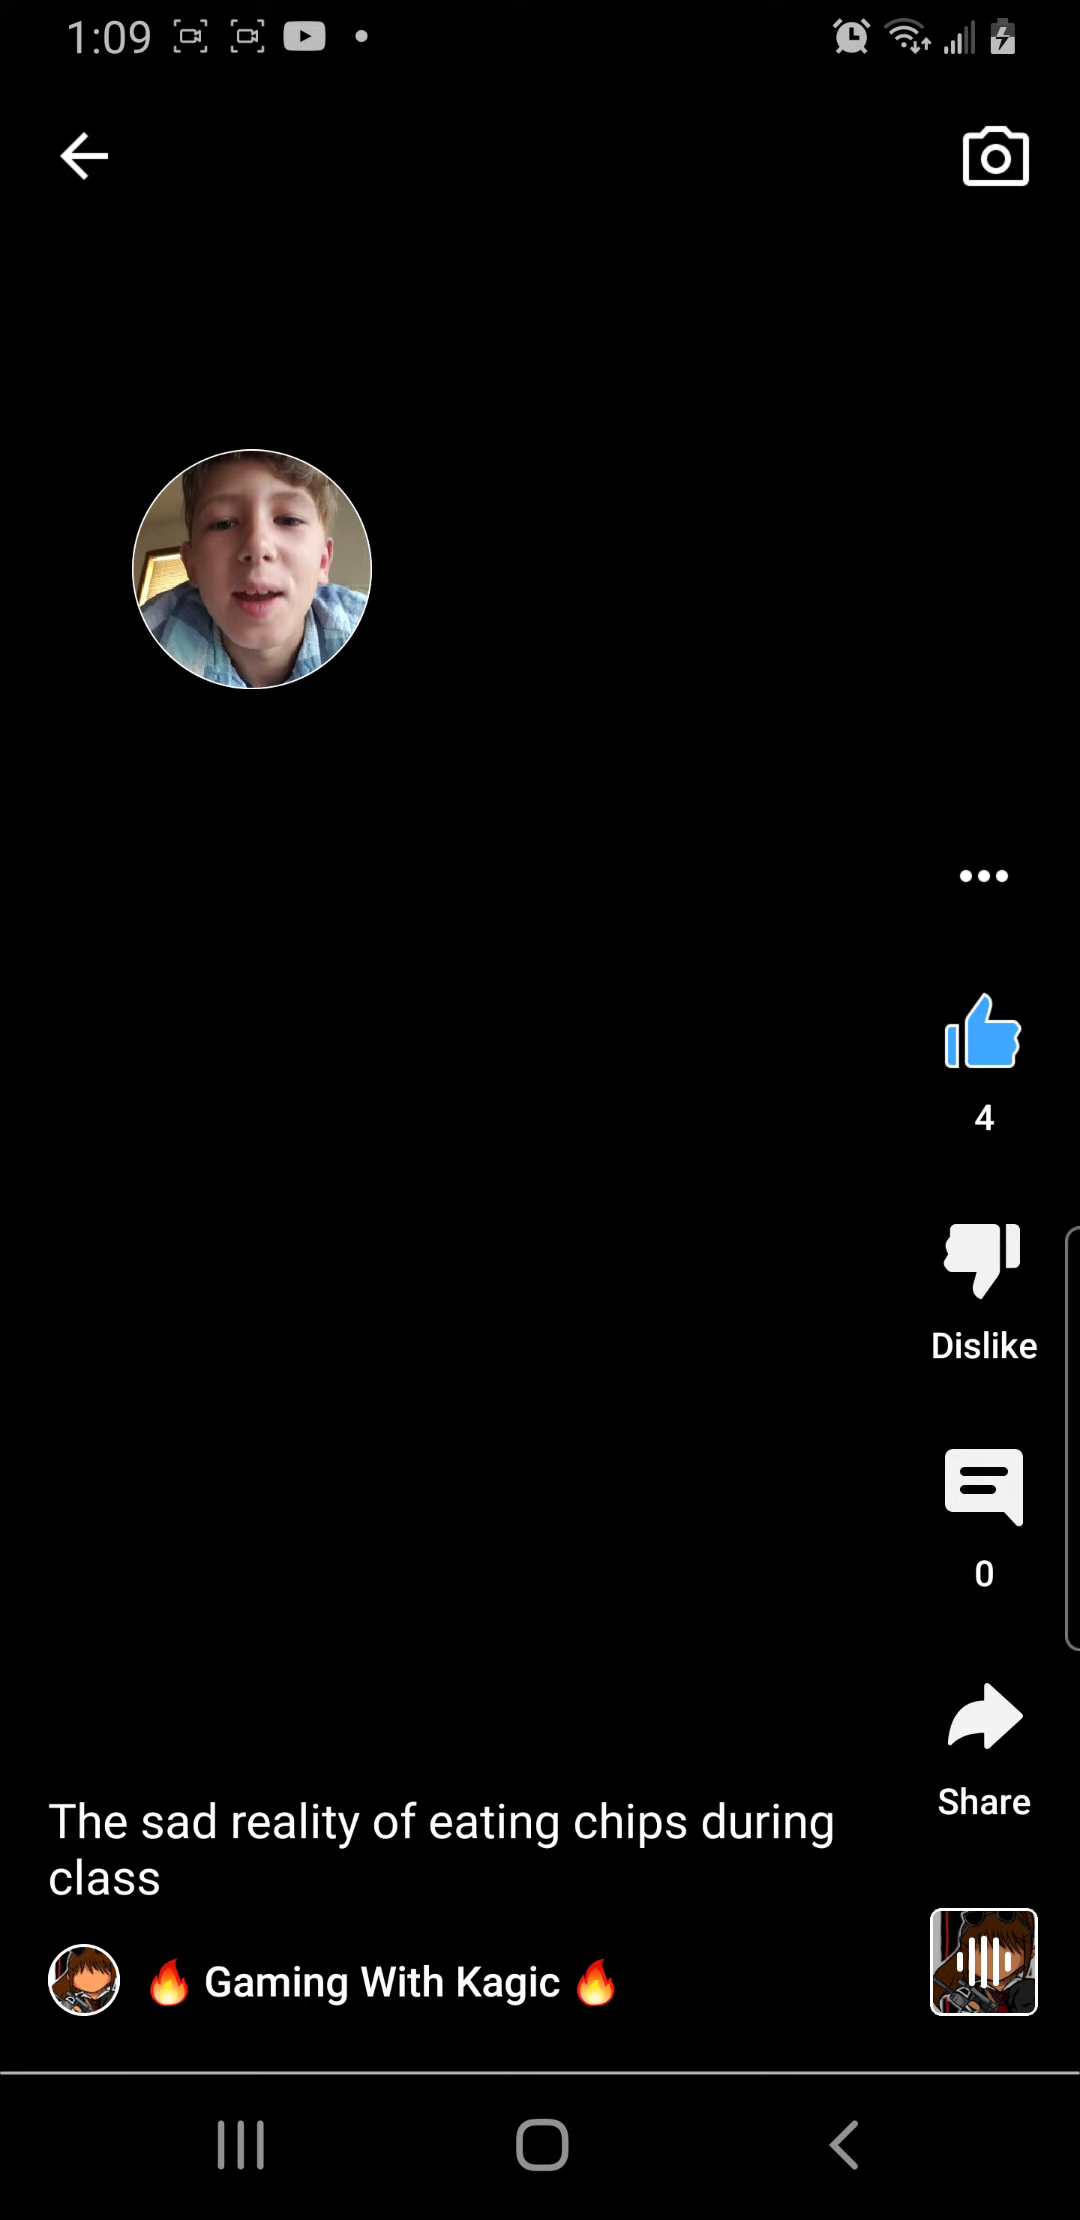 1:09
4
Dislike
0
Share
The sad reality of eating chips during
class
🔥 Gaming With Kagic 🔥